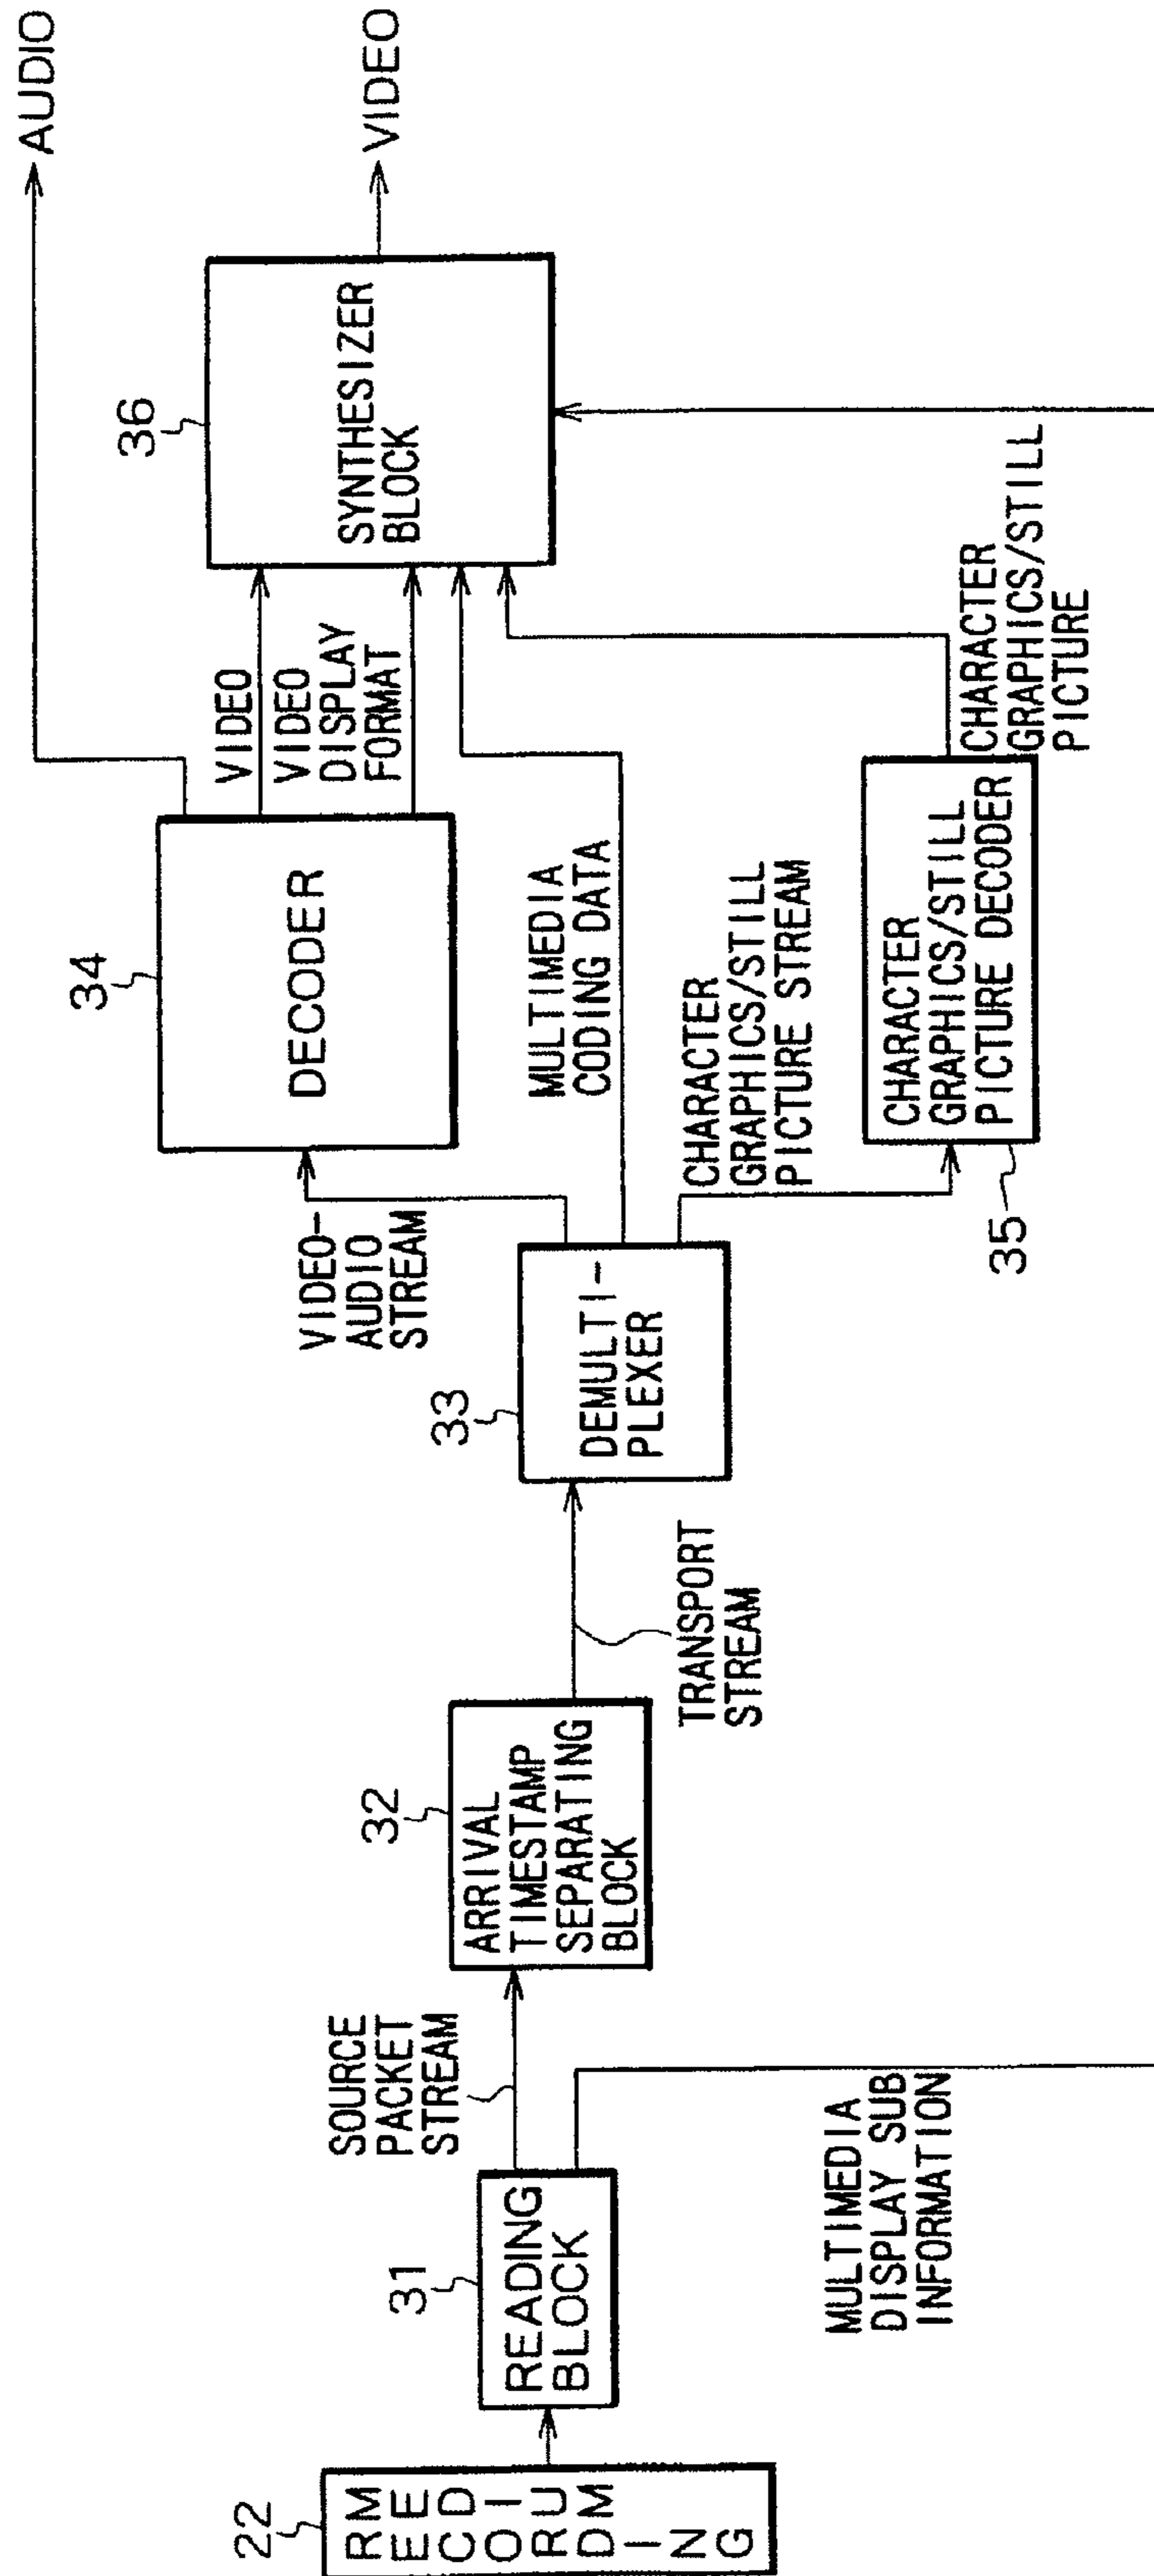 22
RECORDING
MEDIUM
31
READING
BLOCK
SOURCE
PACKET
STREAM
MULTIMEDIA
DISPLAY SUB
INFORMATION
32
ARRIVAL
TIMESTAMP
SEPARATING
BLOCK
TRANSPORT
STREAM
33
DEMULTI-
PLEXER
VIDEO-
AUDIO
STREAM
MULTIMEDIA
CODING DATA
CHARACTER
GRAPHICS/STILL
PICTURE STREAM
34
DECODER
35
CHARACTER
GRAPHICS/STILL
PICTURE DECODER
VIDEO
VIDEO
DISPLAY
FORMAT
CHARACTER
GRAPHICS/STILL
PICTURE
36
SYNTHESIZER
BLOCK
AUDIO
VIDEO